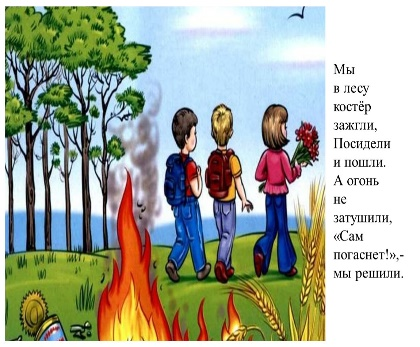 Мы
в лесу
костёр
зажгли,
Посидели
и пошли.
А огонь
не
затушили,
«Сам
погаснет!»,-
мы решили.